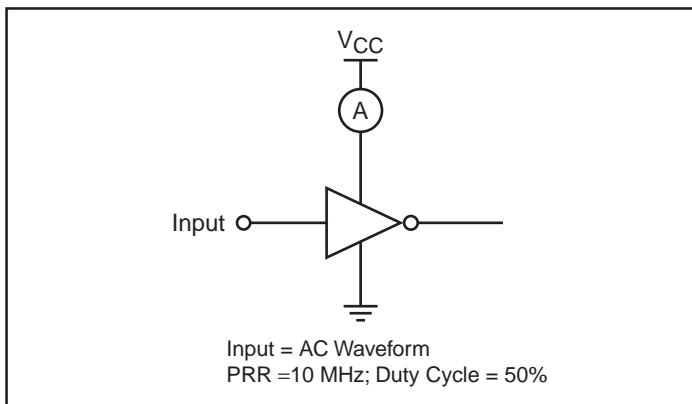 VCC
A
Input
Input = AC Waveform
PRR =10 MHz; Duty Cycle = 50%